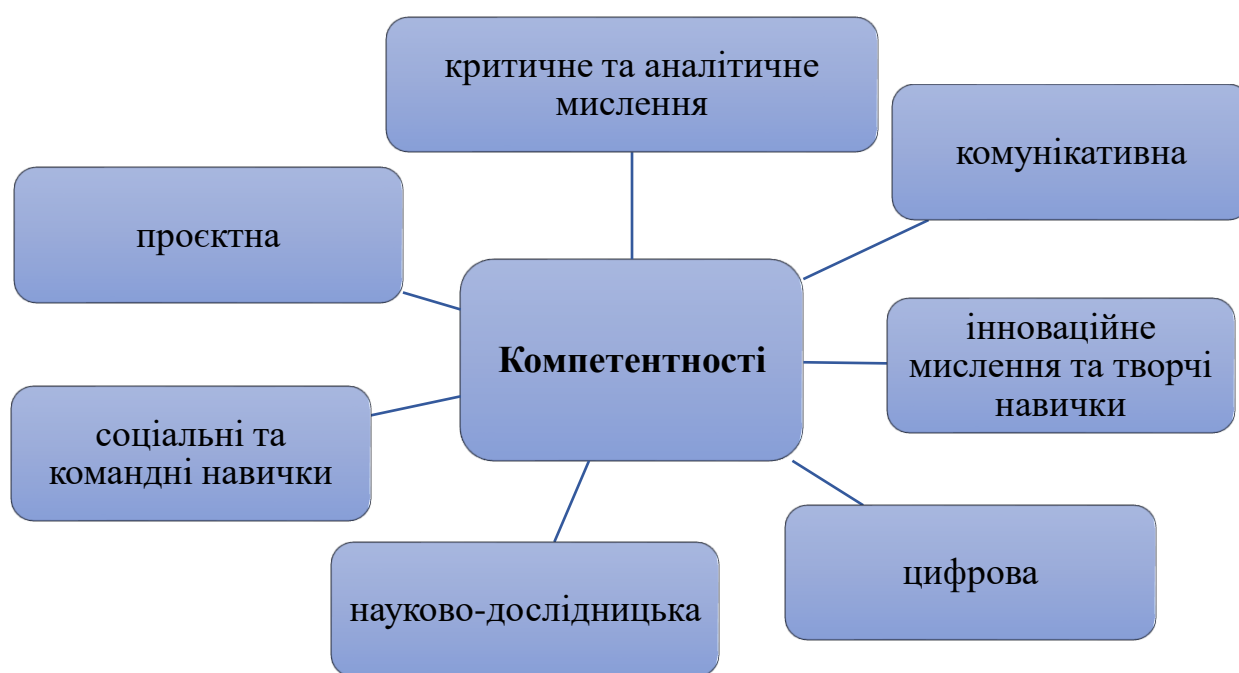 критичне та аналітичне
мислення
комунікативна
проєктна
Компетентності
інноваційне
мислення та творчі
навички
соціальні та
командні навички
цифрова
науково-дослідницька